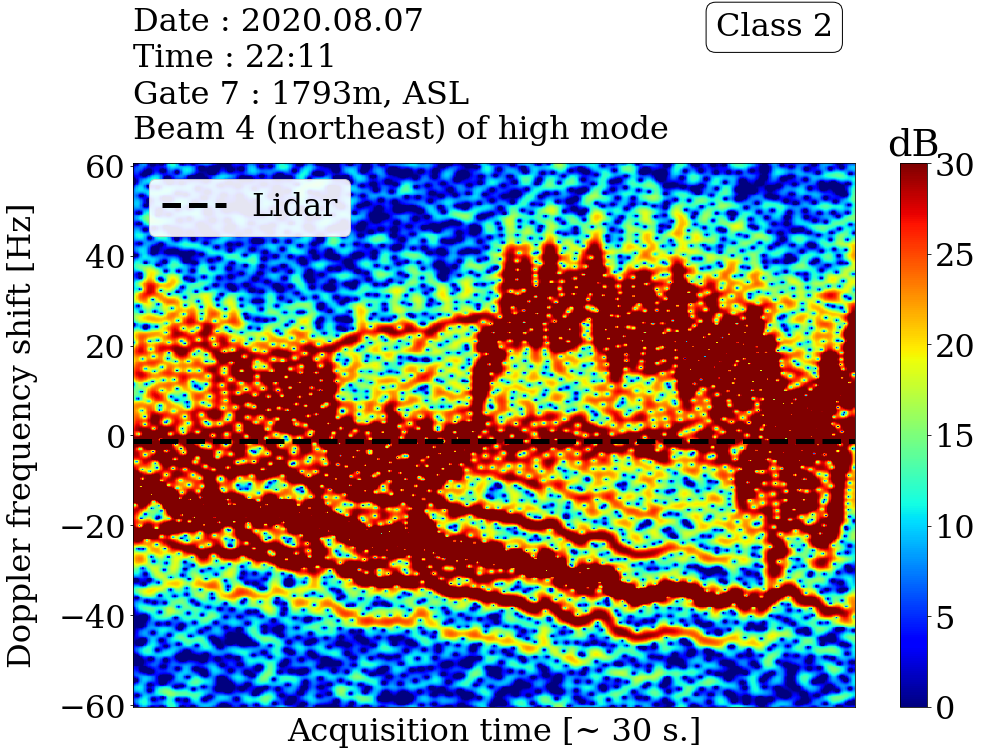 Date : 2020.08.07
Time : 22:11
Gate 7 : 1793m, ASL
Beam 4 (northeast) of high mode
Class 2
dB
Lidar
Doppler frequency shift [Hz]
60
40
20
0
−20
−40
−60
Acquisition time [~ 30 s.]
30
25
20
15
10
5
0